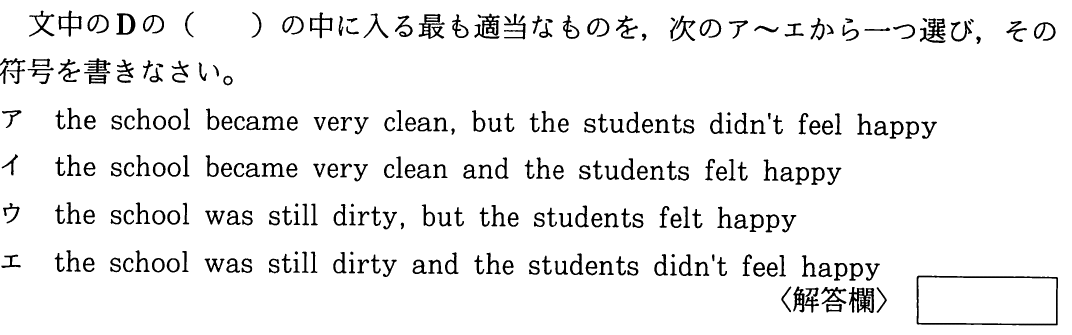 文中のDの（　　）の中に入る最も適当なものを，次のア～エから一つ選び，その
符号を書きなさい。
ア　the school became very clean, but the students didn't feel happy
イ　the school became very clean and the students felt happy
ウ　the school was still dirty, but the students felt happy
エ　the school was still dirty and the students didn't feel happy
〈解答欄〉